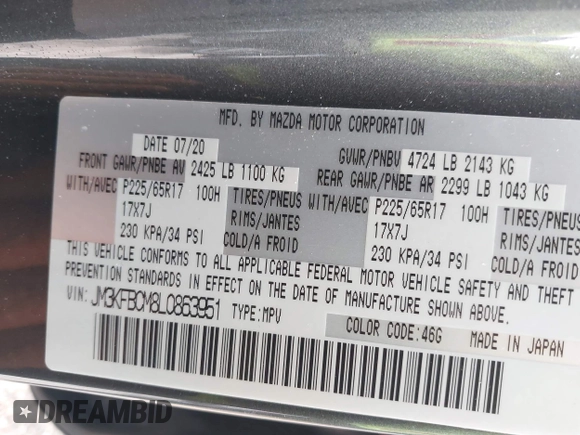 MFD. BY MAZDA MOTOR CORPORATION
DATE 07/20 GVWR/PNBV 4724 LB 2143 KG
FRONT GAWR/PNBE AV 2425 LB 1100 KG REAR GAWR/PNBE AR 2299 LB 1043 KG
WITH/AVEC P225/65R17 100H TIRES/PNEUS WITH/AVEC P225/65R17 100H TIRES/PNEUS
17X7J RIMS/JANTES 17X7J RIMS/JANTES
230 KPA/34 PSI COLD/A FROID 230 KPA/34 PSI COLD/A FROID
THIS VEHICLE CONFORMS TO ALL APPLICABLE FEDERAL MOTOR VEHICLE SAFETY AND THEFT
PREVENTION STANDARDS IN EFFECT ON THE DATE OF MANUFACTURE SHOWN ABOVE.
VIN: JM3KFBCM8L0863951 TYPE:MPV COLOR CODE:46G MADE IN JAPAN
DREAMBID